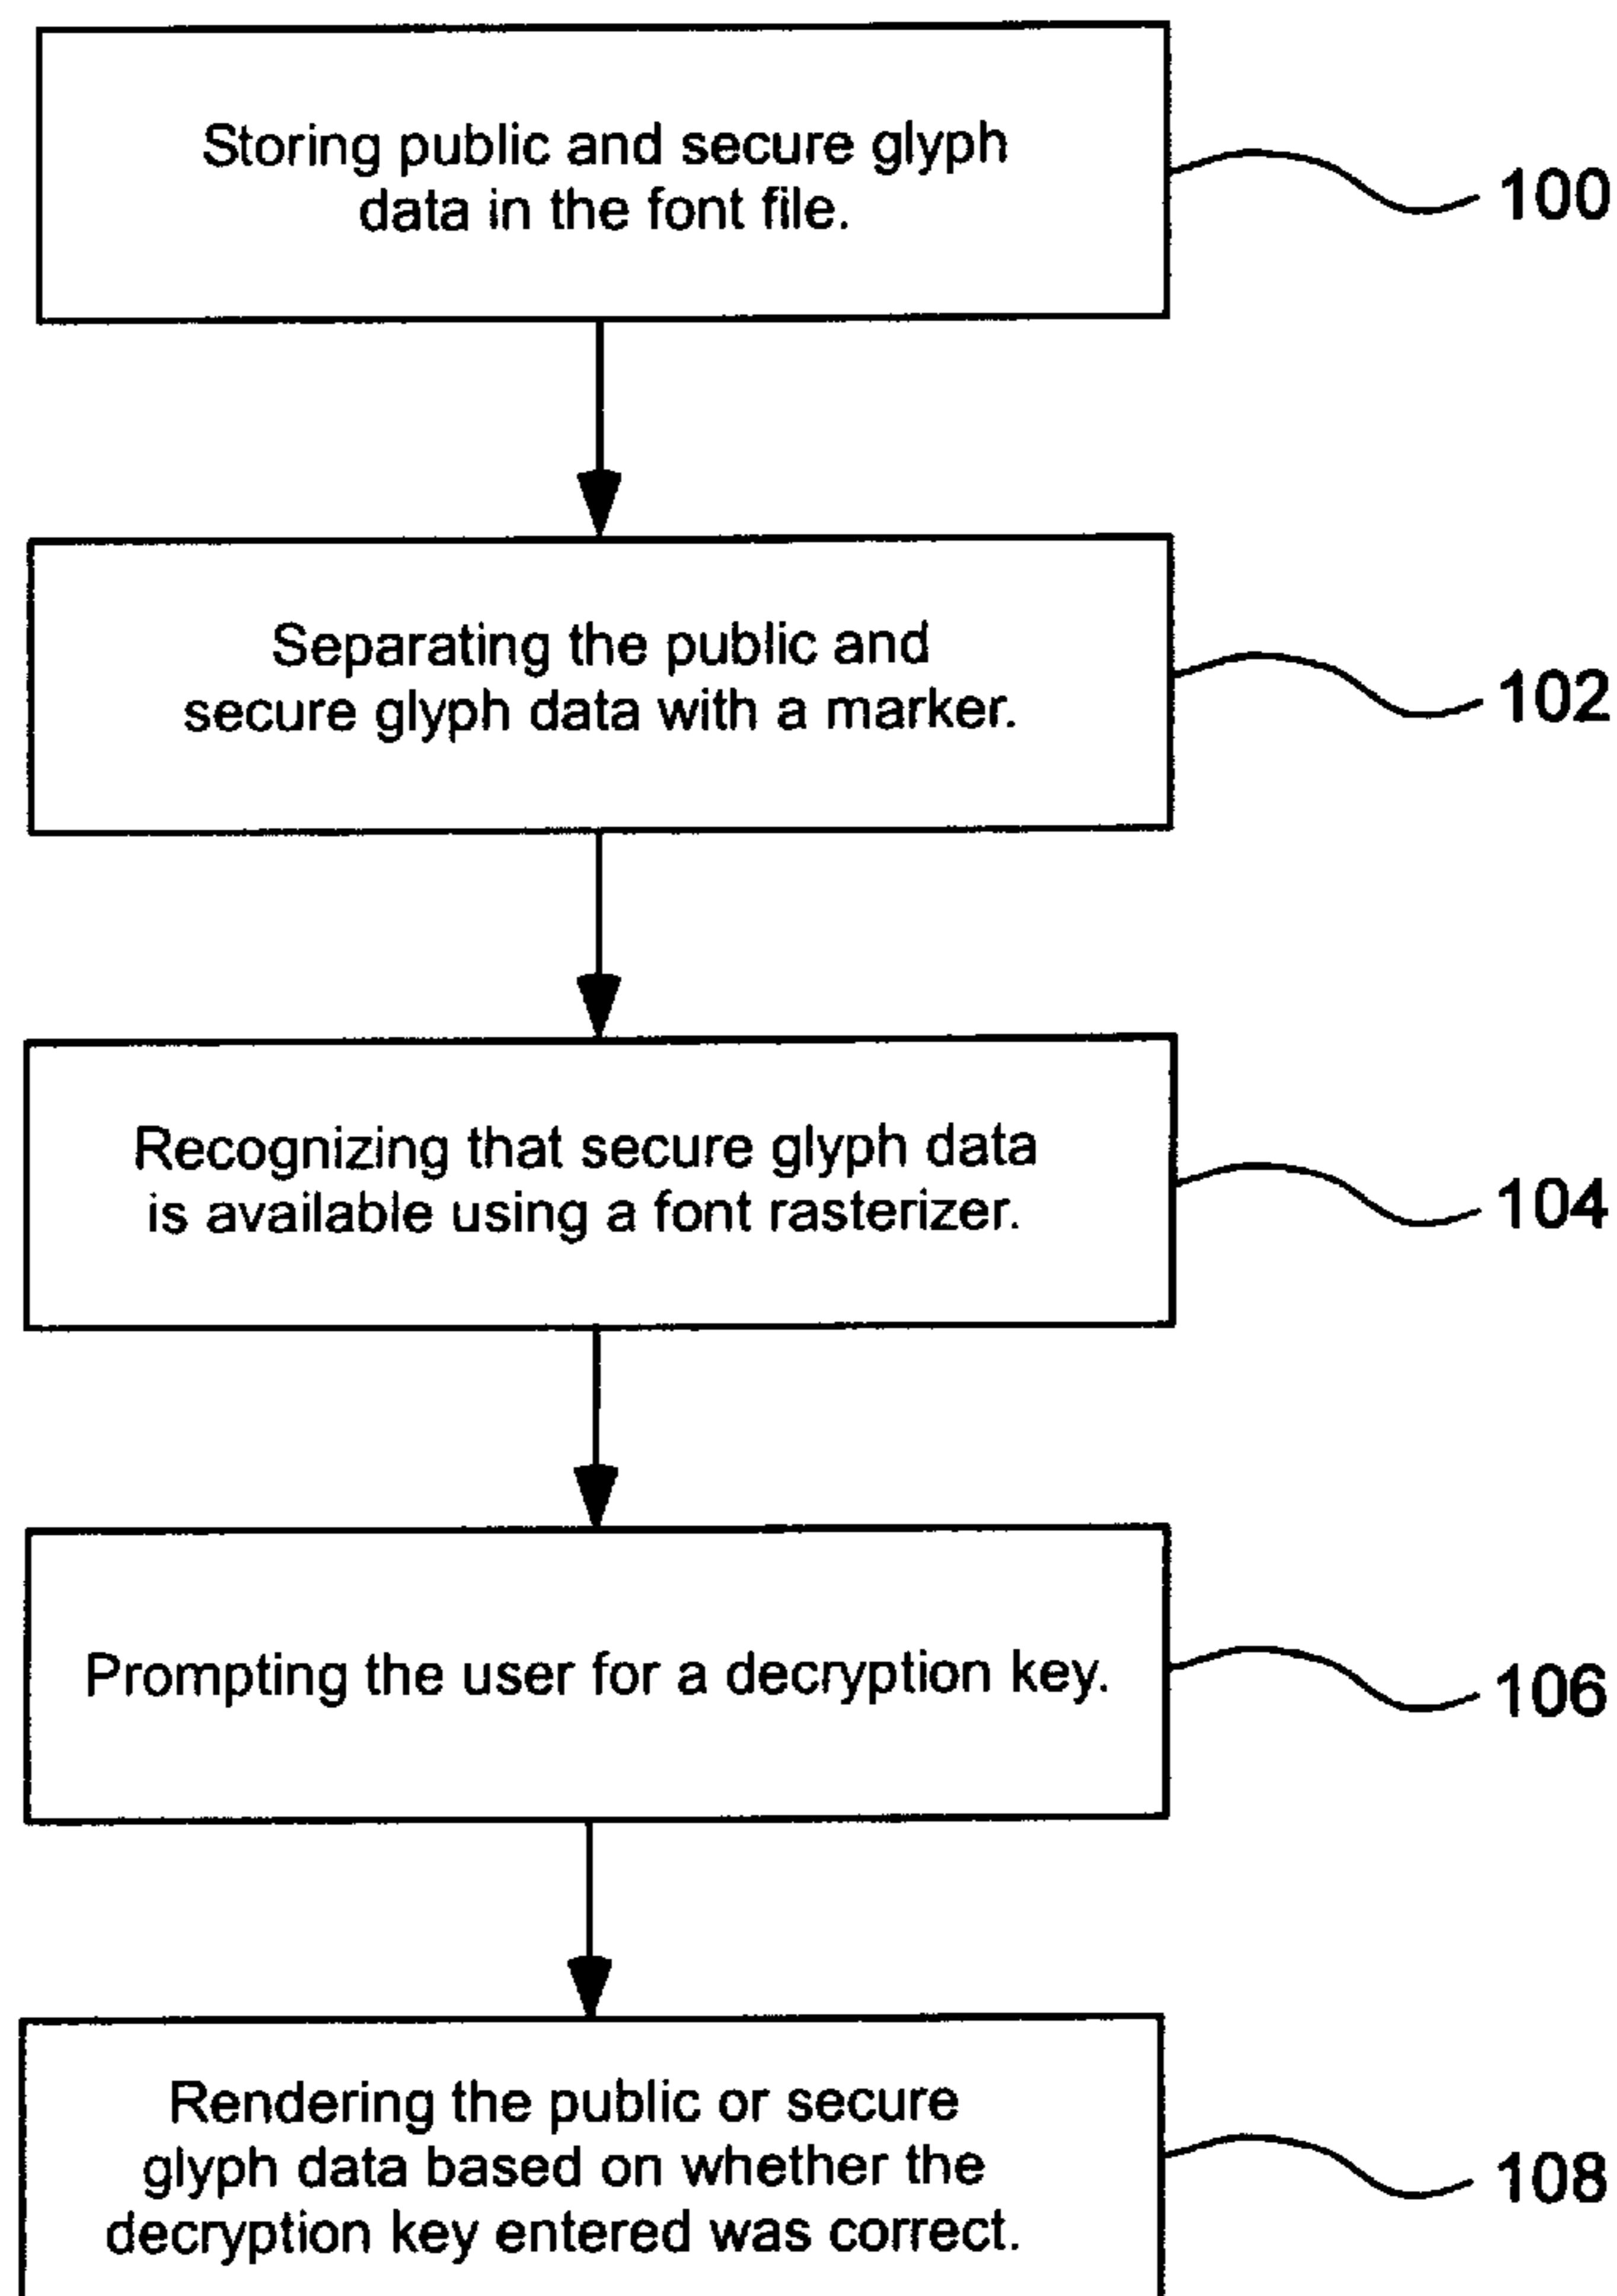 Storing public and secure glyph
data in the font file.
100
Separating the public and
secure glyph data with a marker.
102
Recognizing that secure glyph data
is available using a font rasterizer.
104
Prompting the user for a decryption key.
106
Rendering the public or secure
glyph data based on whether the
decryption key entered was correct.
108